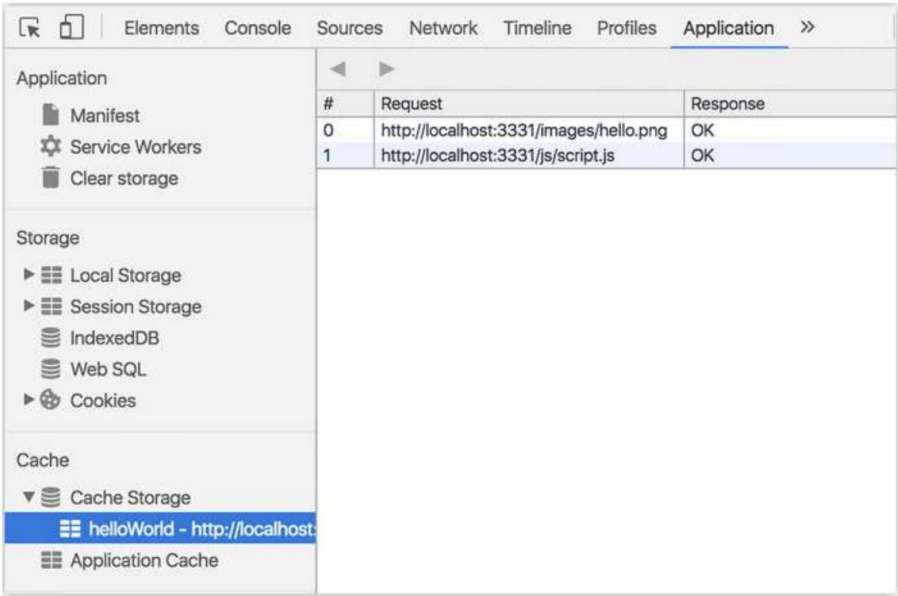 Elements Console Sources Network Timeline Profiles Application »
Application
Manifest
Service Workers
Clear storage
Storage
Local Storage
Session Storage
IndexedDB
Web SQL
Cookies
Cache
Cache Storage
helloWorld - http://localhost:
Application Cache
# Request Response
0 http://localhost:3331/images/hello.png OK
1 http://localhost:3331/js/script.js OK